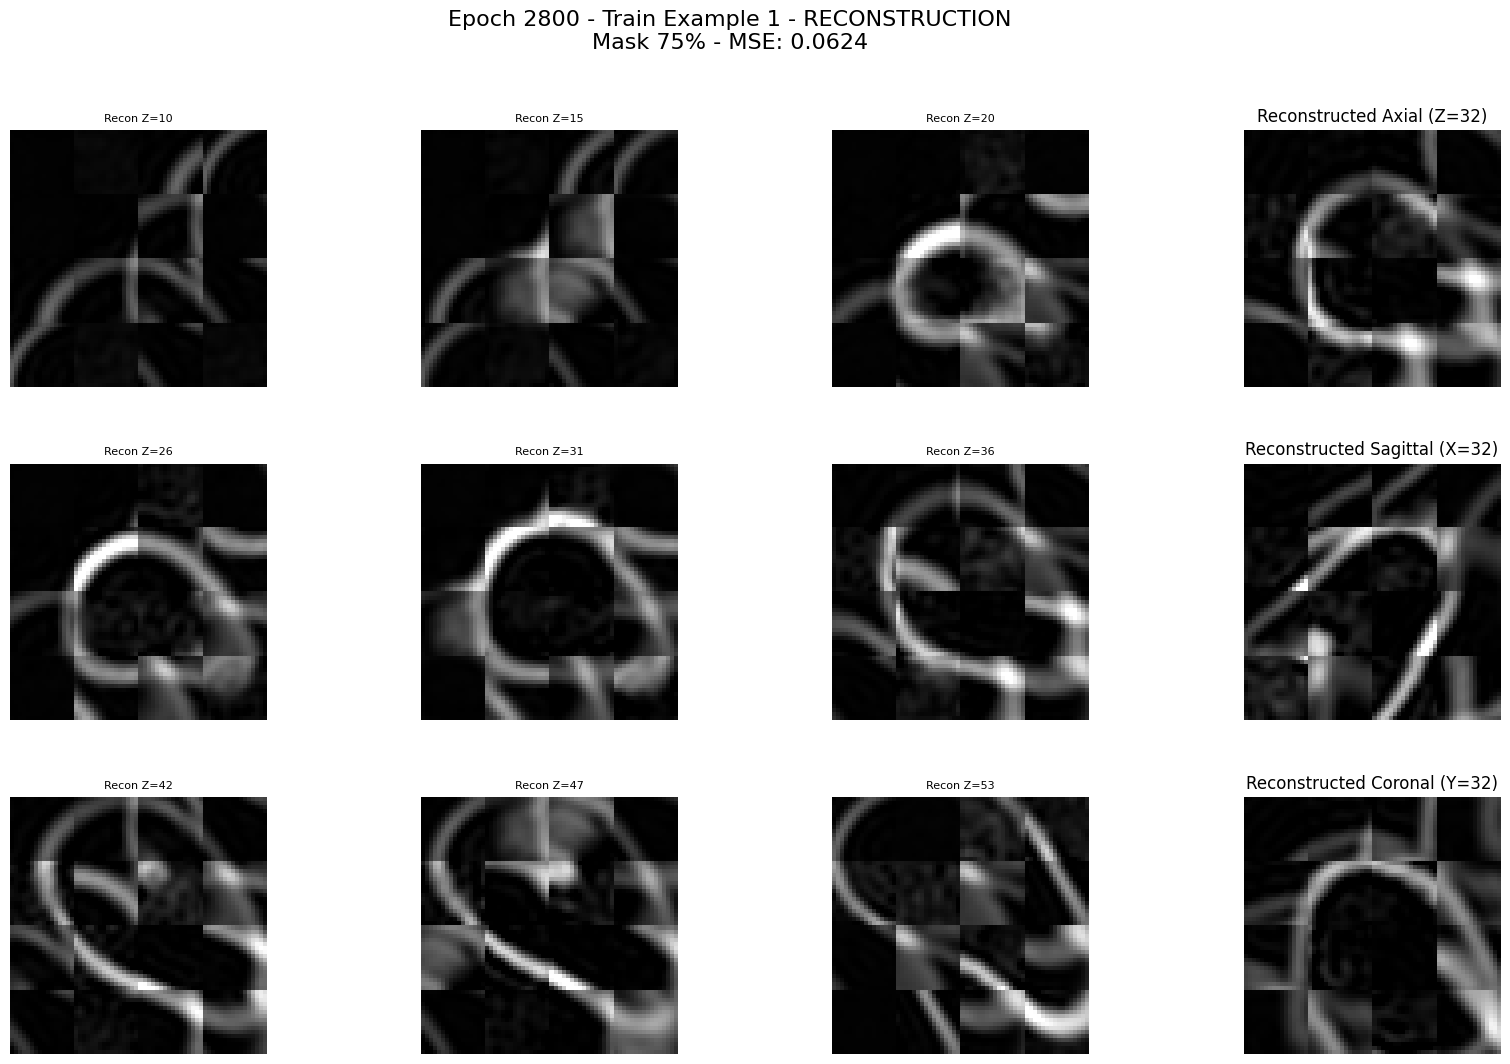 Epoch 2800 - Train Example 1 - RECONSTRUCTION
Mask 75% - MSE: 0.0624
Recon Z=10
Recon Z=15
Recon Z=20
Reconstructed Axial (Z=32)
Recon Z=26
Recon Z=31
Recon Z=36
Reconstructed Sagittal (X=32)
Recon Z=42
Recon Z=47
Recon Z=53
Reconstructed Coronal (Y=32)